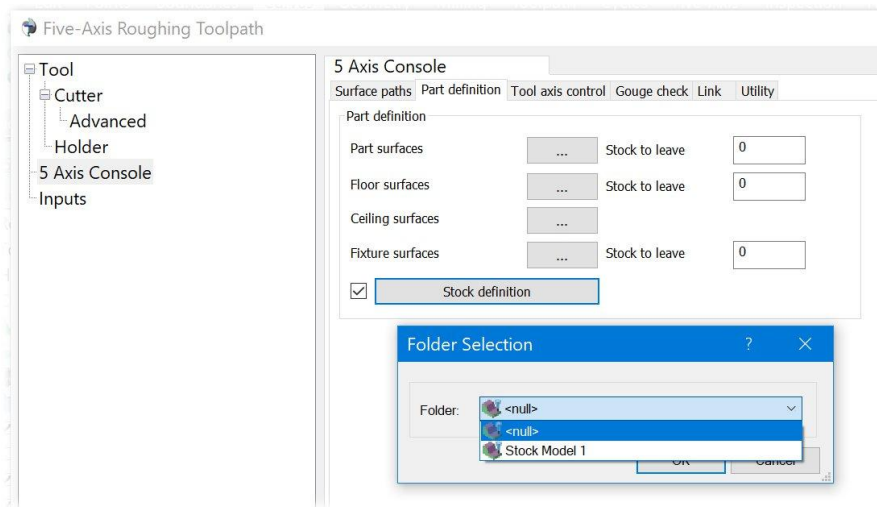 Five-Axis Roughing Toolpath
Tool
Cutter
Advanced
Holder
5 Axis Console
Inputs
5 Axis Console
Surface paths Part definition Tool axis control Gouge check Link Utility
Part definition
Part surfaces ... Stock to leave 0
Floor surfaces ... Stock to leave 0
Ceiling surfaces ...
Fixture surfaces ... Stock to leave 0
Stock definition
Folder Selection ?
Folder: <null>
<null>
Stock Model 1
OK Cancel